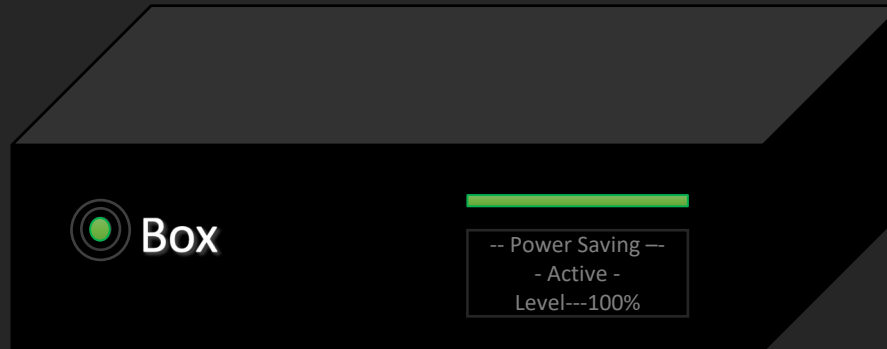 Box
-- Power Saving —-
- Active -
Level---100%